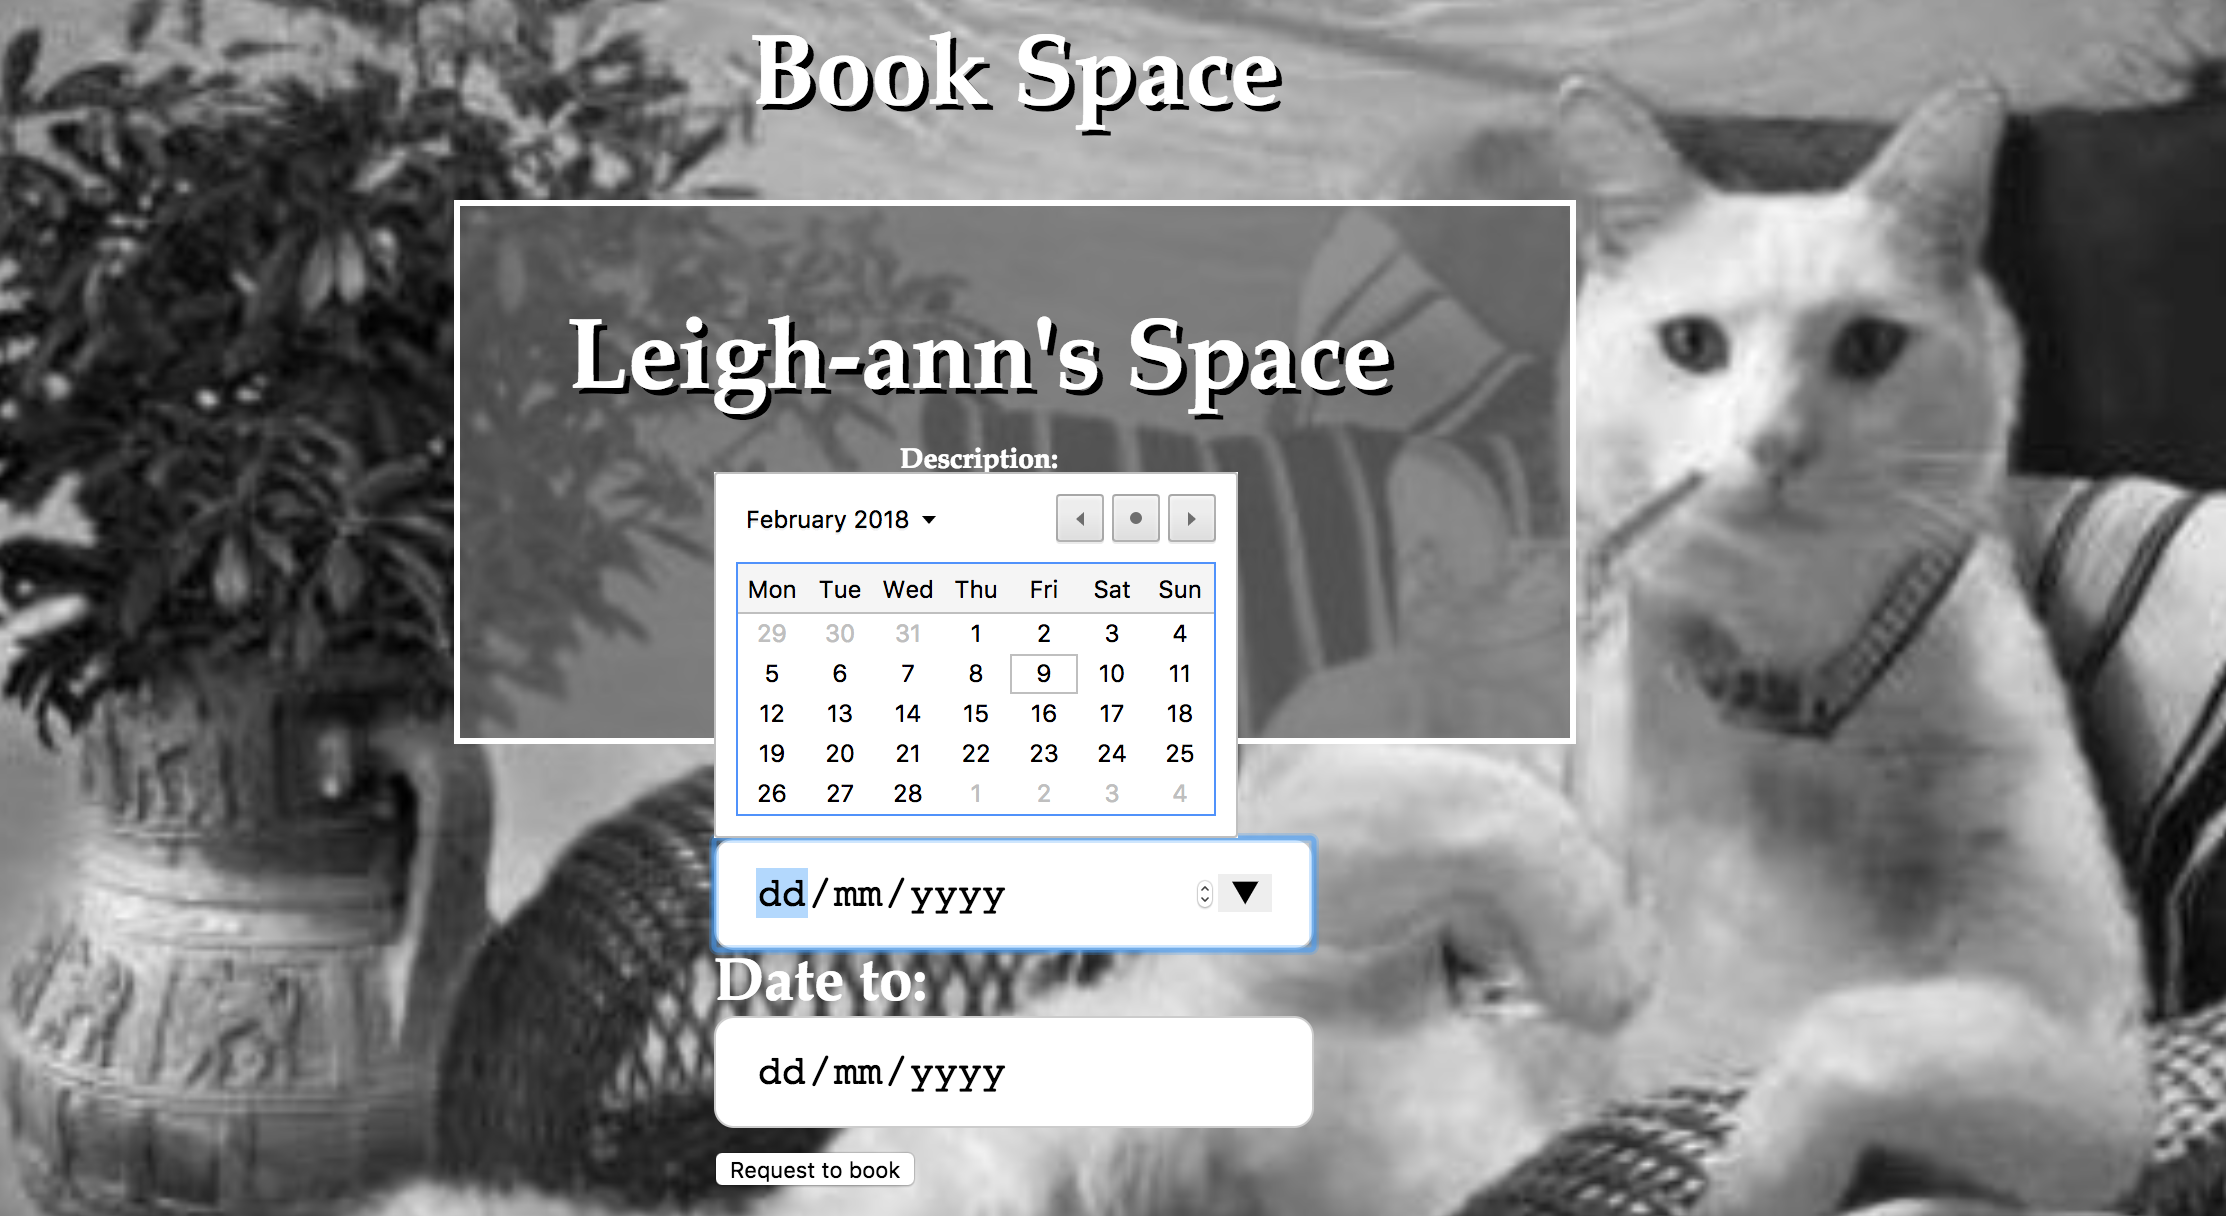 Book Space
Leigh-ann's Space
Description:
February 2018
Mon Tue Wed Thu Fri Sat Sun
29 30 31 1 2 3 4
5 6 7 8 9 10 11
12 13 14 15 16 17 18
19 20 21 22 23 24 25
26 27 28 1 2 3 4
dd/mm/yyyy
Date to:
dd/mm/yyyy
Request to book